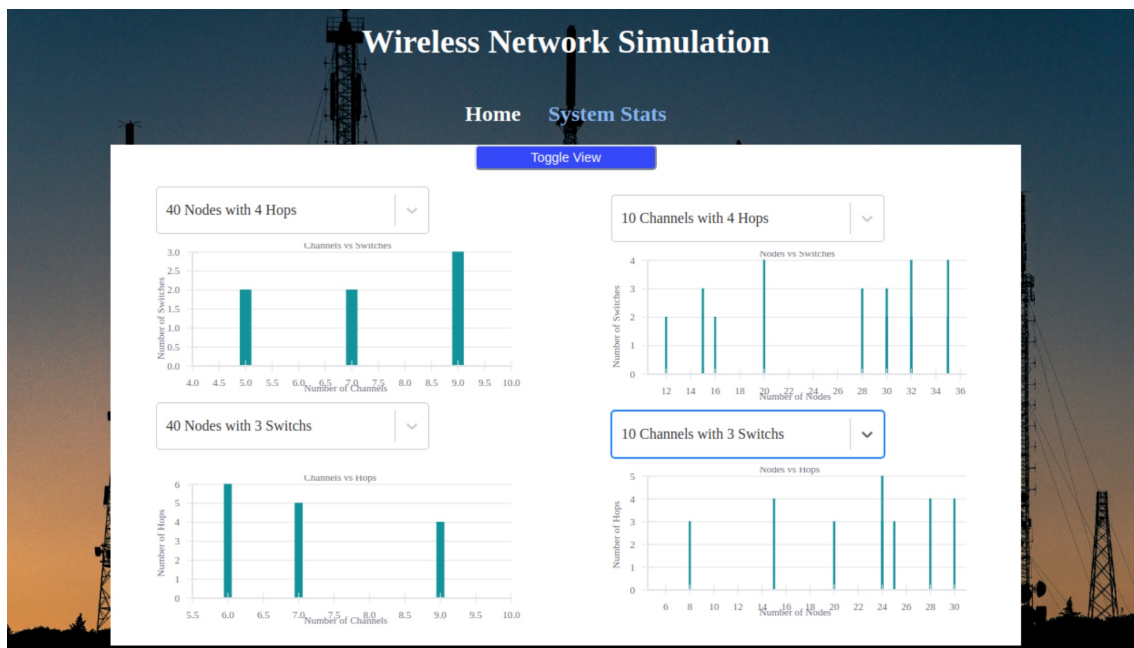 Wireless Network Simulation
Home System Stats
Toggle View
40 Nodes with 4 Hops
Channels vs Switches
Number of Switches
3.0
2.5
2.0
1.5
1.0
0.5
0.0
4.0 4.5 5.0 5.5 6.0 6.5 7.0 7.5 8.0 8.5 9.0 9.5 10.0
Number of Channels
10 Channels with 4 Hops
Nodes vs Switches
Number of Switches
4
3
2
1
0
12 14 16 18 20 22 24 26 28 30 32 34 36
Number of Nodes
40 Nodes with 3 Switchs
Channels vs Hops
Number of Hops
6
5
4
3
2
1
0
5.5 6.0 6.5 7.0 7.5 8.0 8.5 9.0 9.5 10.0
Number of Channels
10 Channels with 3 Switchs
Nodes vs Hops
Number of Hops
5
4
3
2
1
0
6 8 10 12 14 16 18 20 22 24 26 28 30
Number of Nodes